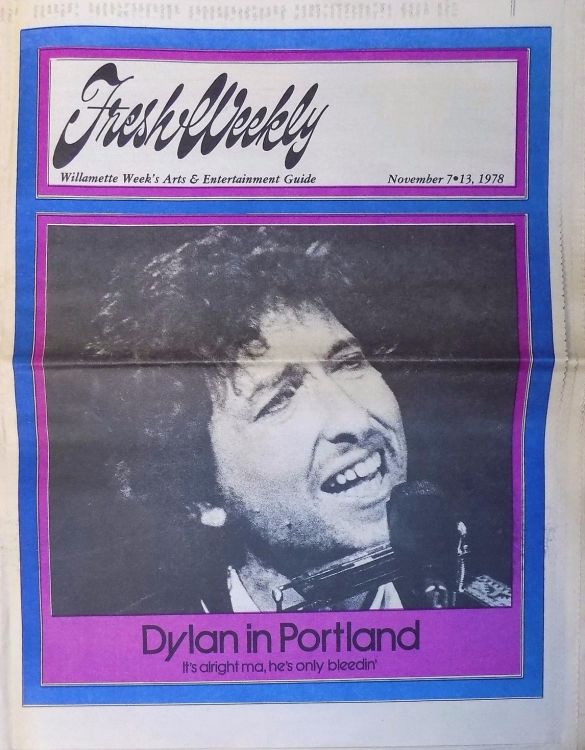 Fresh Weekly
Willamette Week's Arts & Entertainment Guide November 7•13, 1978
Dylan in Portland
It's alright ma, he's only bleedin'